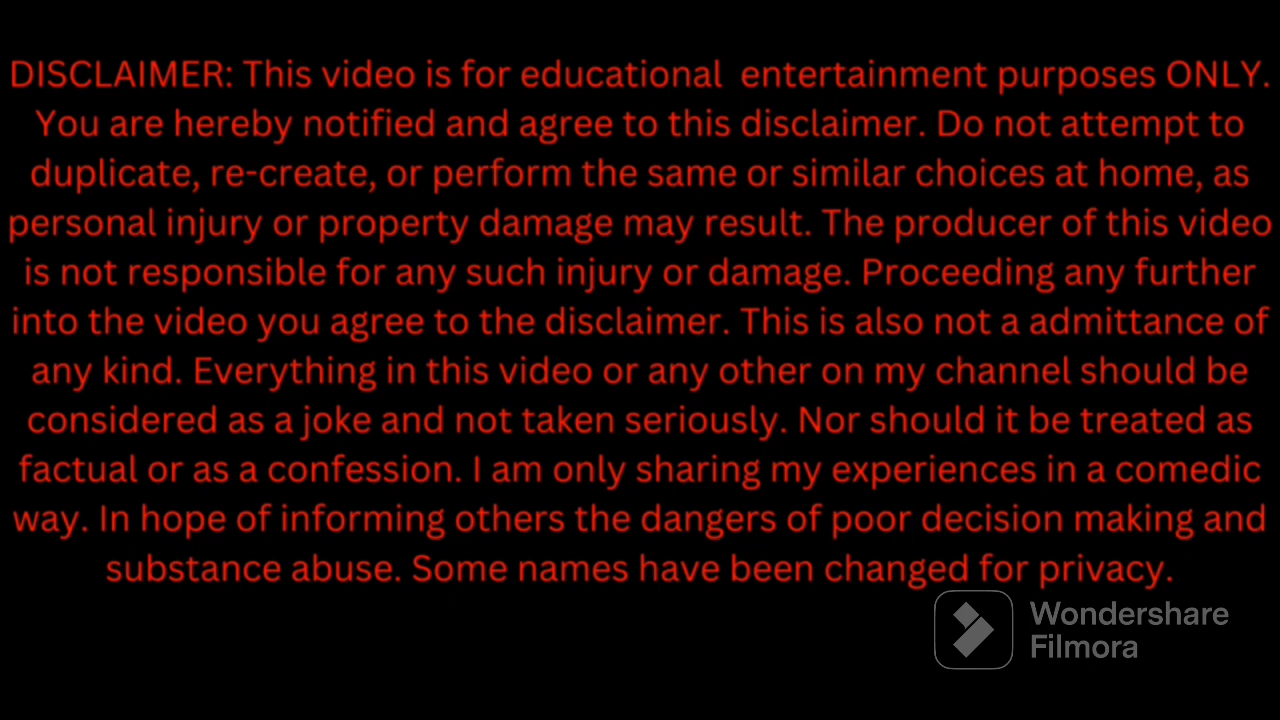 DISCLAIMER: This video is for educational  entertainment purposes ONLY.
You are hereby notified and agree to this disclaimer. Do not attempt to
duplicate, re-create, or perform the same or similar choices at home, as
personal injury or property damage may result. The producer of this video
is not responsible for any such injury or damage. Proceeding any further
into the video you agree to the disclaimer. This is also not a admittance of
any kind. Everything in this video or any other on my channel should be
considered as a joke and not taken seriously. Nor should it be treated as
factual or as a confession. I am only sharing my experiences in a comedic
way. In hope of informing others the dangers of poor decision making and
substance abuse. Some names have been changed for privacy.
Wondershare
Filmora